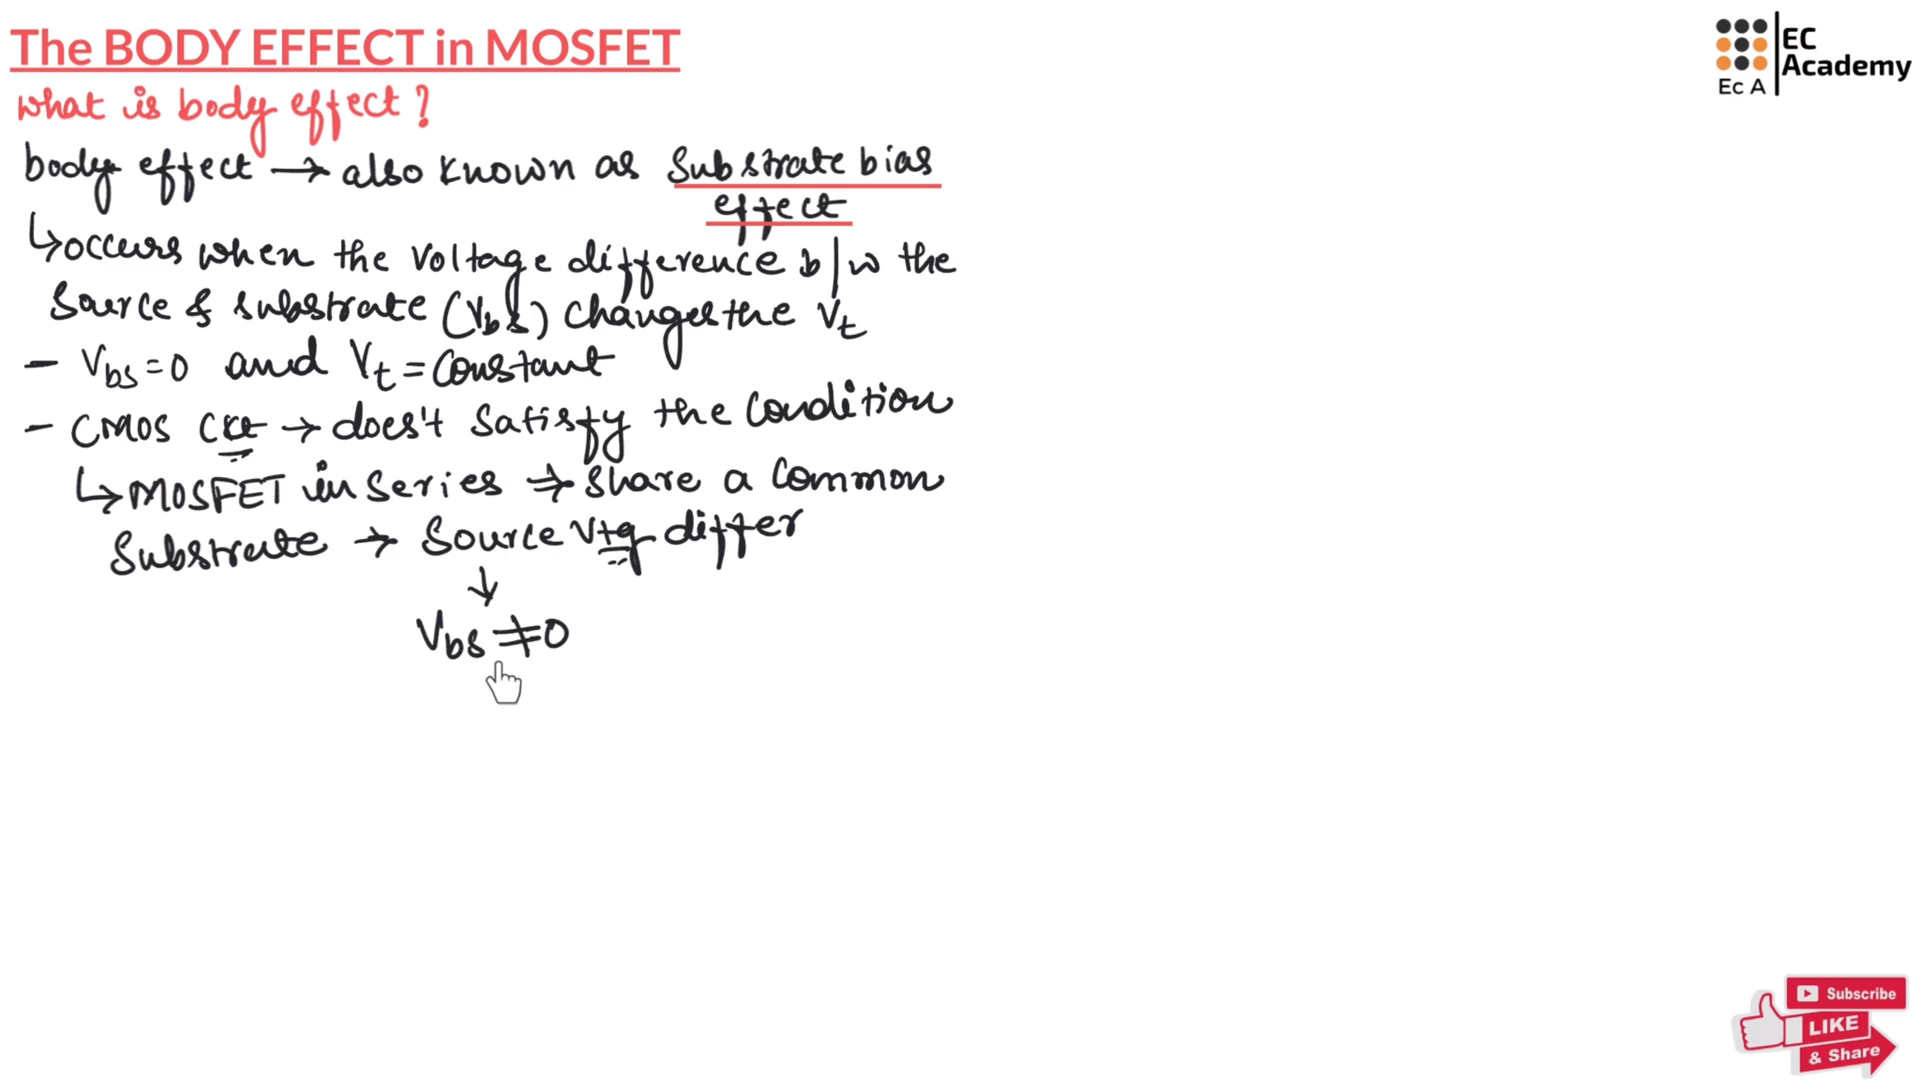 The BODY EFFECT in MOSFET
EC
Academy
Ec A
what is body effect?
body effect → also known as Substrate bias
effect
↳ occurs when the voltage difference b/w the
Source & substrate (Vbs) changes the Vt
- Vbs = 0 and Vt = constant
- CMOS CKt → does't satisfy the condition
↳ MOSFET in series → share a common
Substrate → Source Vtg differ
↓
Vbs ≠ 0
Subscribe
LIKE
& Share